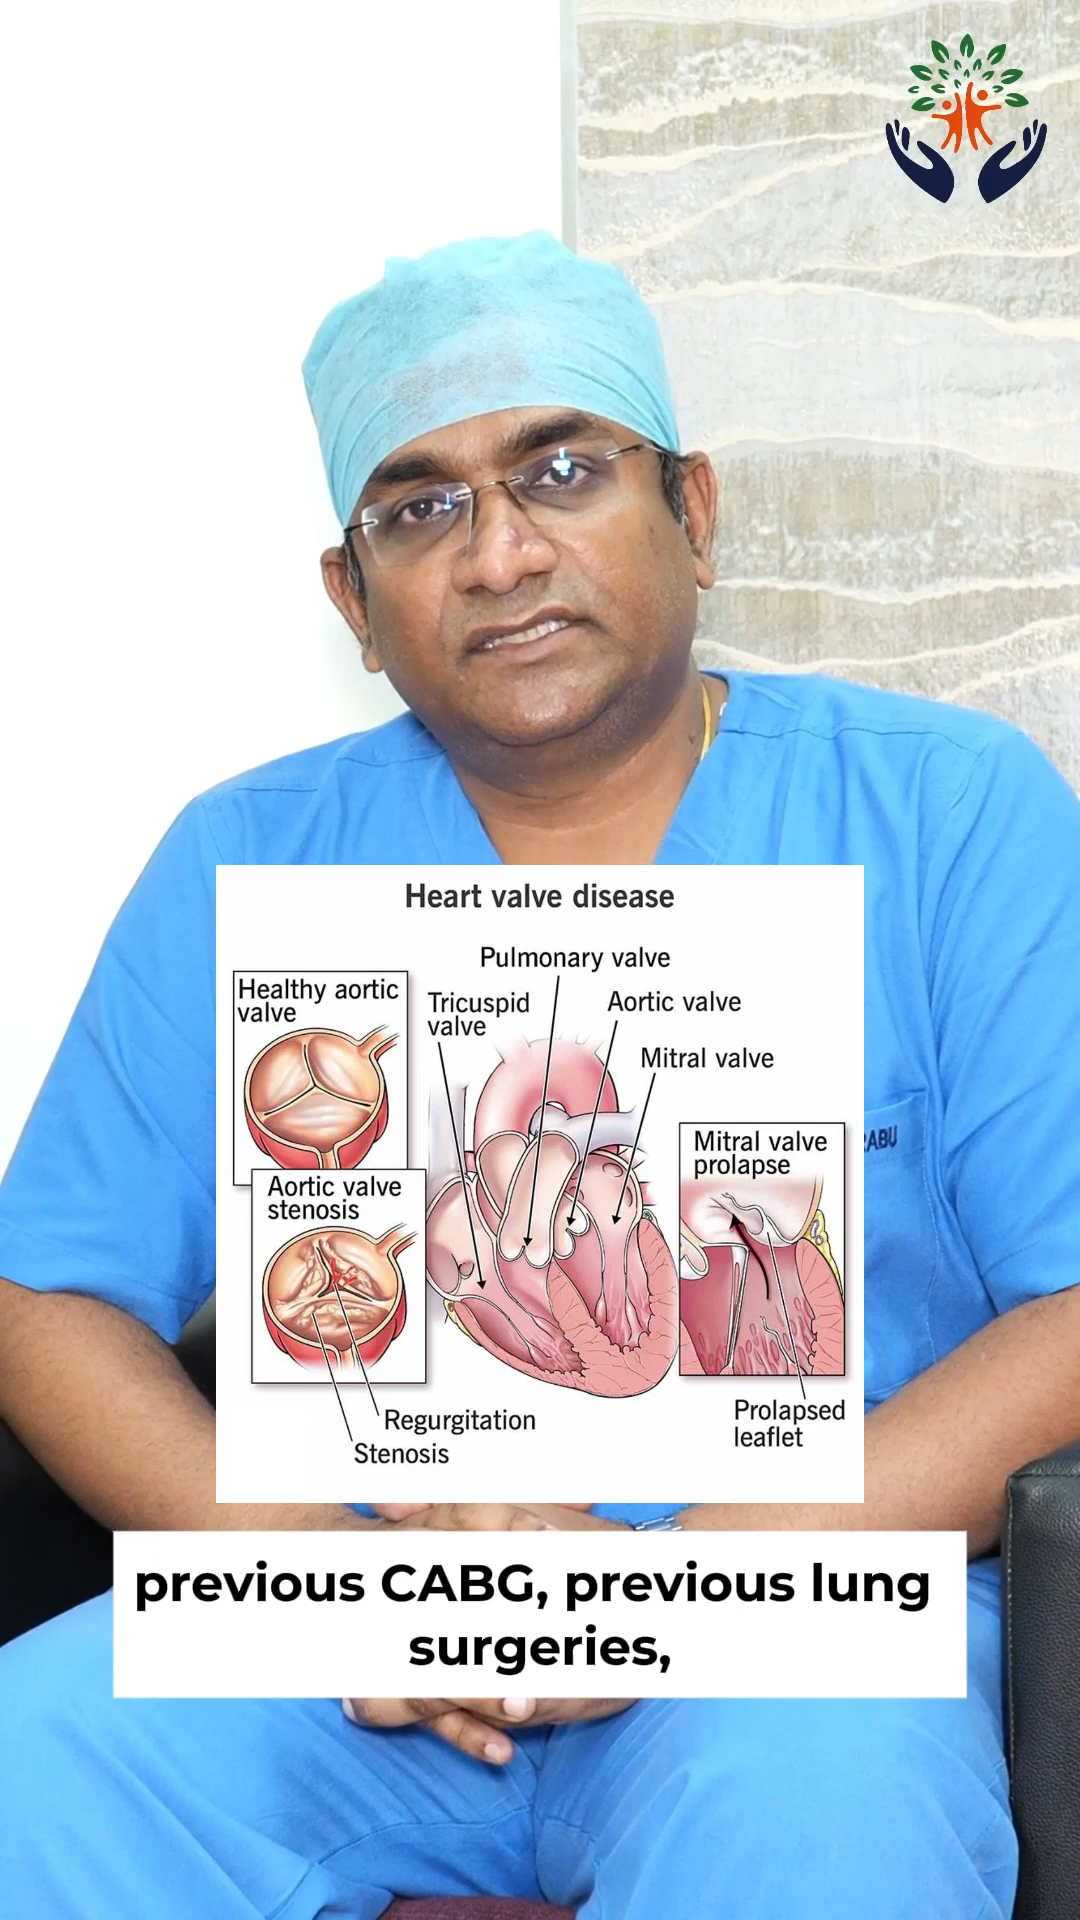 Heart valve disease
Pulmonary valve
Healthy aortic
valve
Tricuspid
valve
Aortic valve
Mitral valve
Mitral valve
prolapse
Aortic valve
stenosis
Regurgitation
Stenosis
Prolapsed
leaflet
previous CABG, previous lung
surgeries,